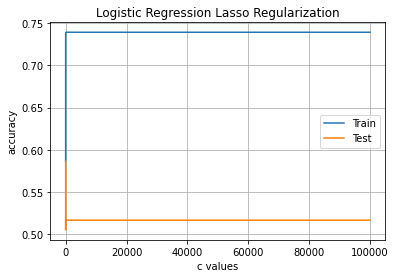 Logistic Regression Lasso Regularization
0.75
0.70
0.65
0.60
0.55
0.50
accuracy
Train
Test
0 20000 40000 60000 80000 100000
c values